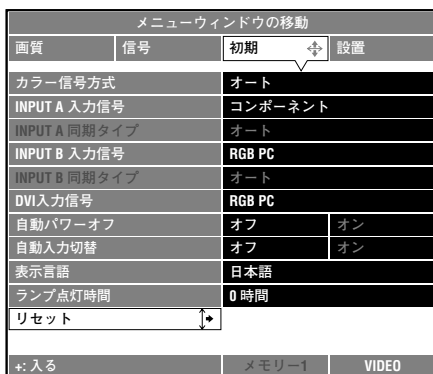 メニューウィンドウの移動
画質 信号 初期 設置
カラー信号方式 オート
INPUT A 入力信号 コンポーネント
INPUT A 同期タイプ オート
INPUT B 入力信号 RGB PC
INPUT B 同期タイプ オート
DVI入力信号 RGB PC
自動パワーオフ オフ オン
自動入力切替 オフ オン
表示言語 日本語
ランプ点灯時間 0 時間
リセット
+: 入る メモリー1 VIDEO